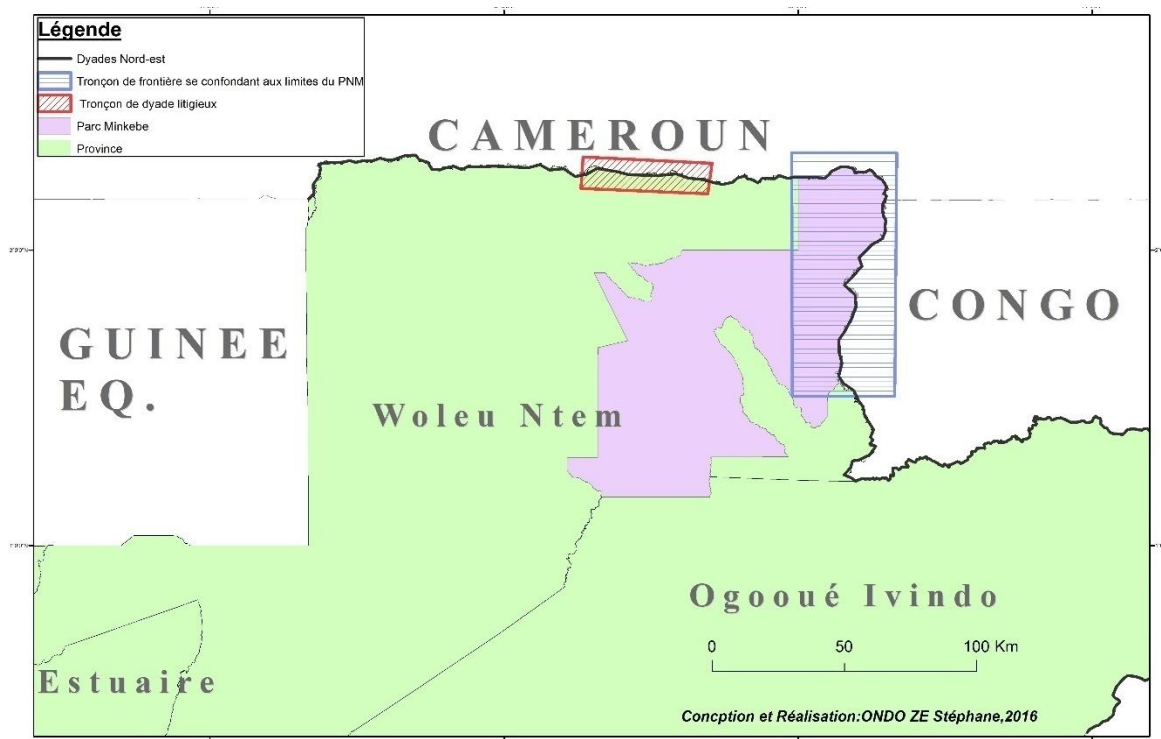 Légende
Dyades Nord-est
Tronçon de frontière se confondant aux limites du PNM
Tronçon de dyade litigieux
Parc Minkebe
Province
CAMEROUN
GUINEE
EQ.
CONGO
Woleu Ntem
Ogooué Ivindo
0 50 100 Km
Estuaire
Concption et Réalisation:ONDO ZE Stéphane,2016